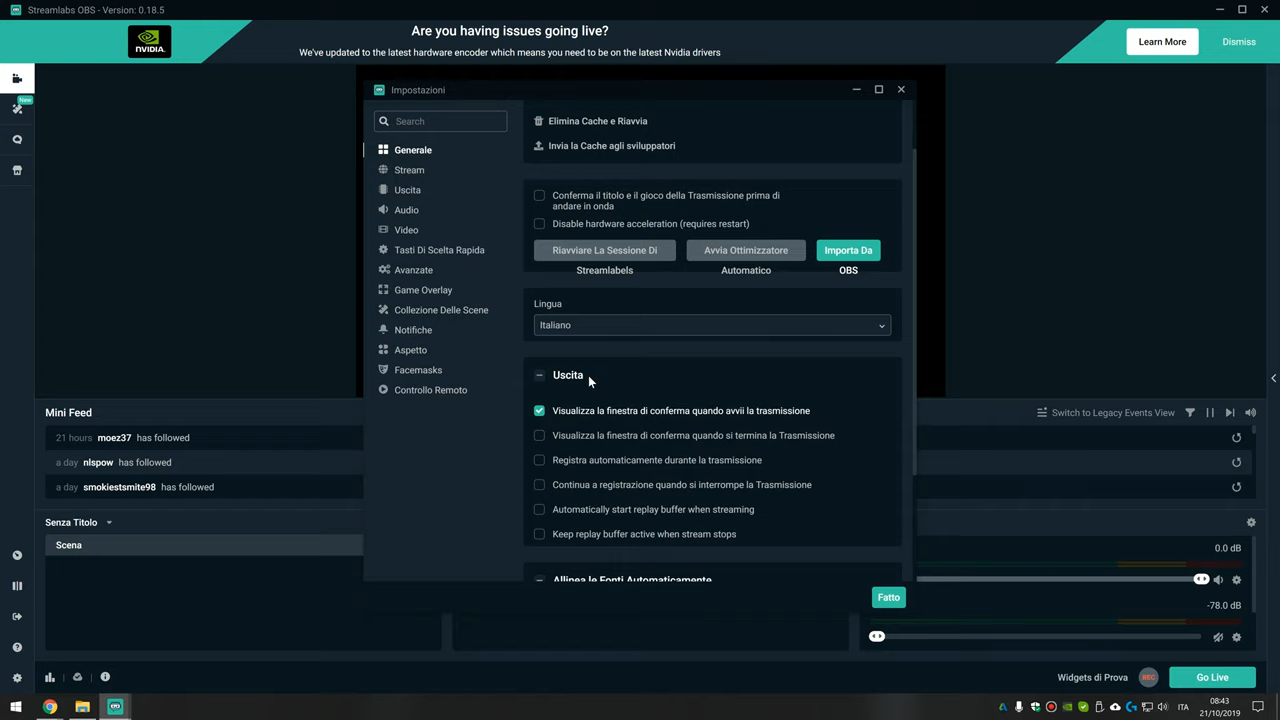 Streamlabs OBS - Version: 0.18.5
NVIDIA.
Are you having issues going live?
We've updated to the latest hardware encoder which means you need to be on the latest Nvidia drivers
Learn More
Dismiss
New
Impostazioni
Search
Generale
Stream
Uscita
Audio
Video
Tasti Di Scelta Rapida
Avanzate
Game Overlay
Collezione Delle Scene
Notifiche
Aspetto
Facemasks
Controllo Remoto
Elimina Cache e Riavvia
Invia la Cache agli sviluppatori
Conferma il titolo e il gioco della Trasmissione prima di
andare in onda
Disable hardware acceleration (requires restart)
Riavviare La Sessione Di
Streamlabels
Avvia Ottimizzatore
Automatico
Importa Da
OBS
Lingua
Italiano
Uscita
Visualizza la finestra di conferma quando avvii la trasmissione
Visualizza la finestra di conferma quando si termina la Trasmissione
Registra automaticamente durante la trasmissione
Continua a registrazione quando si interrompe la Trasmissione
Automatically start replay buffer when streaming
Keep replay buffer active when stream stops
Allinea le Fonti Automaticamente
Fatto
Mini Feed
Switch to Legacy Events View
21 hours moez37 has followed
a day nlspow has followed
a day smokiestsmite98 has followed
Senza Titolo
Scena
0.0 dB
-78.0 dB
Widgets di Prova
REC
Go Live
ITA
08:43
21/10/2019